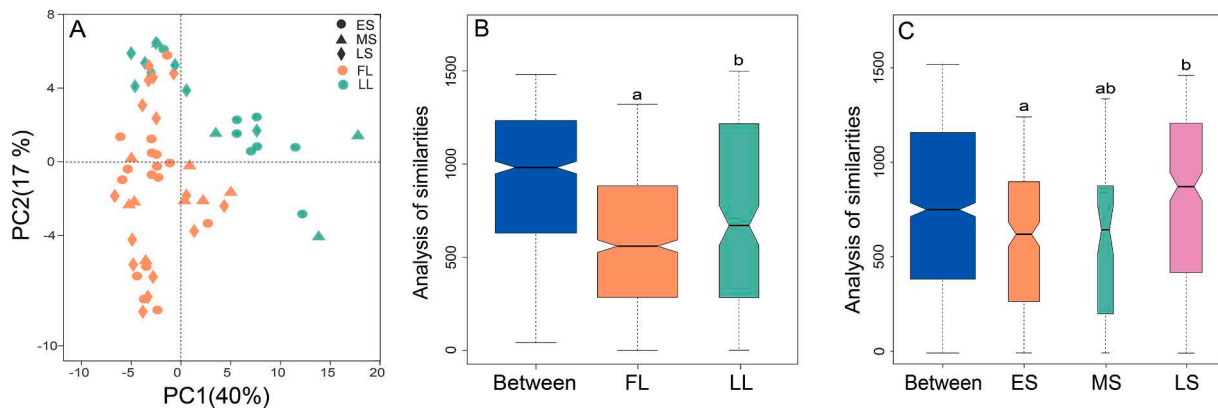 A
ES
MS
LS
FL
LL
8
4
0
-4
-10
PC2(17 %)
-10
-5
0
5
10
15
20
PC1(40%)
B
a
b
1500
1000
500
0
Analysis of similarities
Between FL LL
C
a
ab
b
1500
1000
500
0
Analysis of similarities
Between ES MS LS